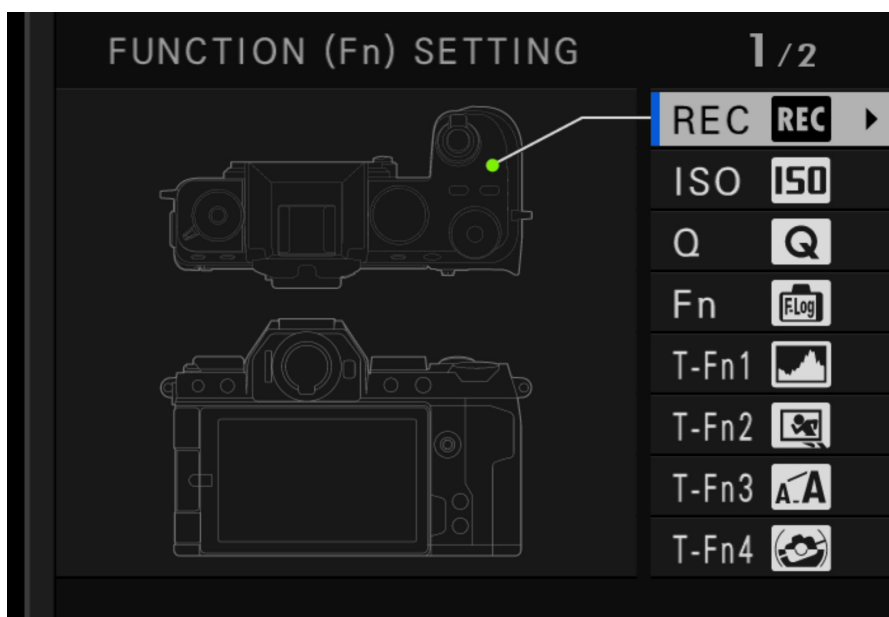 FUNCTION (Fn) SETTING 1/2
REC REC
ISO ISO
Q Q
Fn F-Log
T-Fn1
T-Fn2
T-Fn3 A-A
T-Fn4